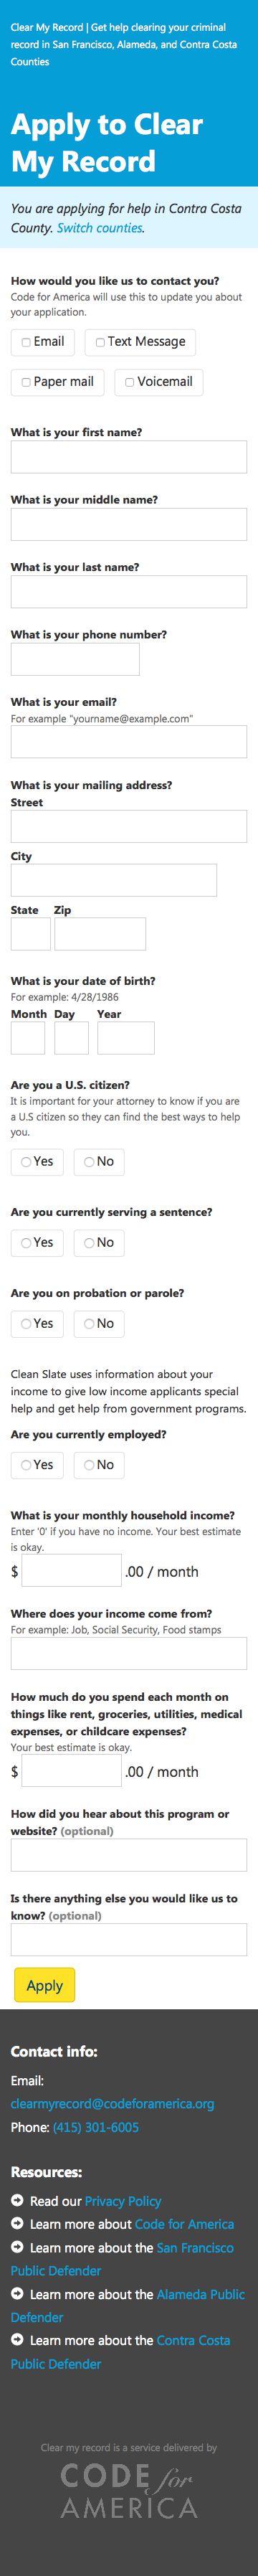 Clear My Record | Get help clearing your criminal
record in San Francisco, Alameda, and Contra Costa
Counties
Apply to Clear
My Record
You are applying for help in Contra Costa
County. Switch counties.
How would you like us to contact you?
Code for America will use this to update you about
your application.
Email
Text Message
Paper mail
Voicemail
What is your first name?
What is your middle name?
What is your last name?
What is your phone number?
What is your email?
For example "yourname@example.com"
What is your mailing address?
Street
City
State Zip
What is your date of birth?
For example: 4/28/1986
Month Day Year
Are you a U.S. citizen?
It is important for your attorney to know if you are
a U.S citizen so they can find the best ways to help
you.
Yes No
Are you currently serving a sentence?
Yes No
Are you on probation or parole?
Yes No
Clean Slate uses information about your
income to give low income applicants special
help and get help from government programs.
Are you currently employed?
Yes No
What is your monthly household income?
Enter '0' if you have no income. Your best estimate
is okay.
$ .00 / month
Where does your income come from?
For example: Job, Social Security, Food stamps
How much do you spend each month on
things like rent, groceries, utilities, medical
expenses, or childcare expenses?
Your best estimate is okay.
$ .00 / month
How did you hear about this program or
website? (optional)
Is there anything else you would like us to
know? (optional)
Apply
Contact info:
Email:
clearmyrecord@codeforamerica.org
Phone: (415) 301-6005
Resources:
Read our Privacy Policy
Learn more about Code for America
Learn more about the San Francisco
Public Defender
Learn more about the Alameda Public
Defender
Learn more about the Contra Costa
Public Defender
Clear my record is a service delivered by
CODE for
AMERICA